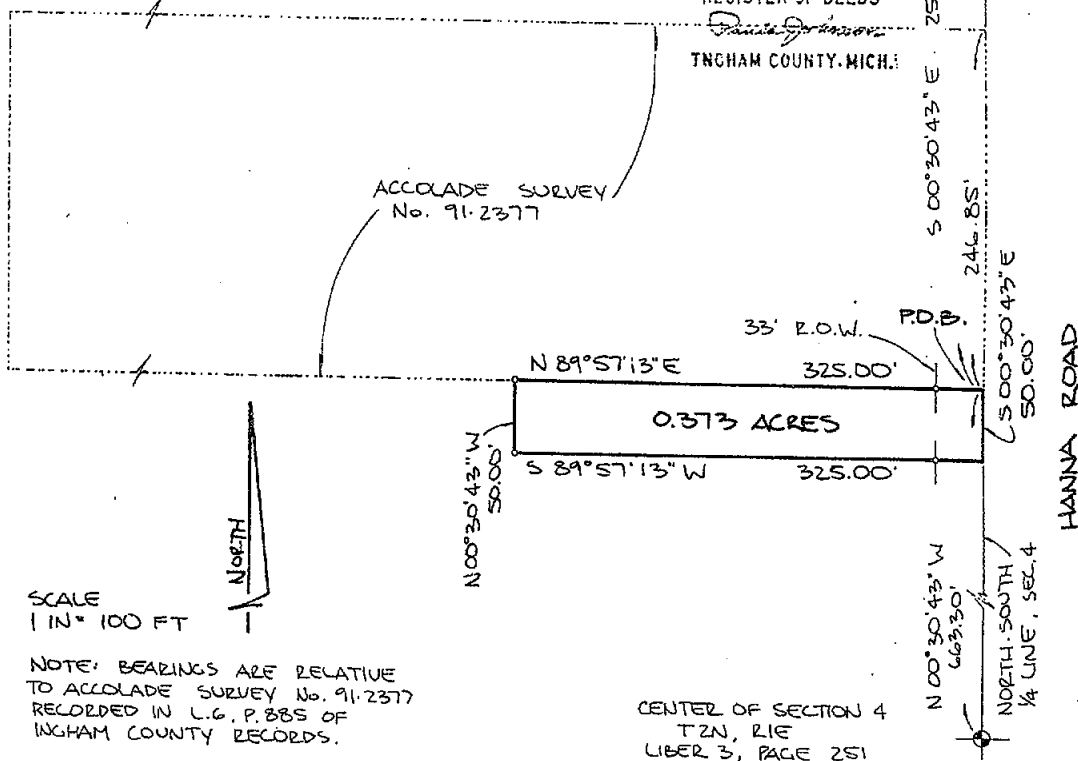 REGISTER OF DEEDS
INGHAM COUNTY. MICH.
25
S 00°30'43" E
246.85'
ACCOLADE SURVEY
No. 91-2377
33' R.O.W.
P.O.B.
S 00°30'43" E
50.00'
HANNA ROAD
N 89°57'13" E 325.00'
0.373 ACRES
N 00°30'43" W
50.00'
S 89°57'13" W 325.00'
NORTH
N 00°30'43" W
663.30'
NORTH-SOUTH
1/4 LINE, SEC. 4
SCALE
1 IN = 100 FT
NOTE: BEARINGS ARE RELATIVE
TO ACCOLADE SURVEY No. 91-2377
RECORDED IN L.6, P.885 OF
INGHAM COUNTY RECORDS.
CENTER OF SECTION 4
T2N, R1E
LIBER 3, PAGE 251